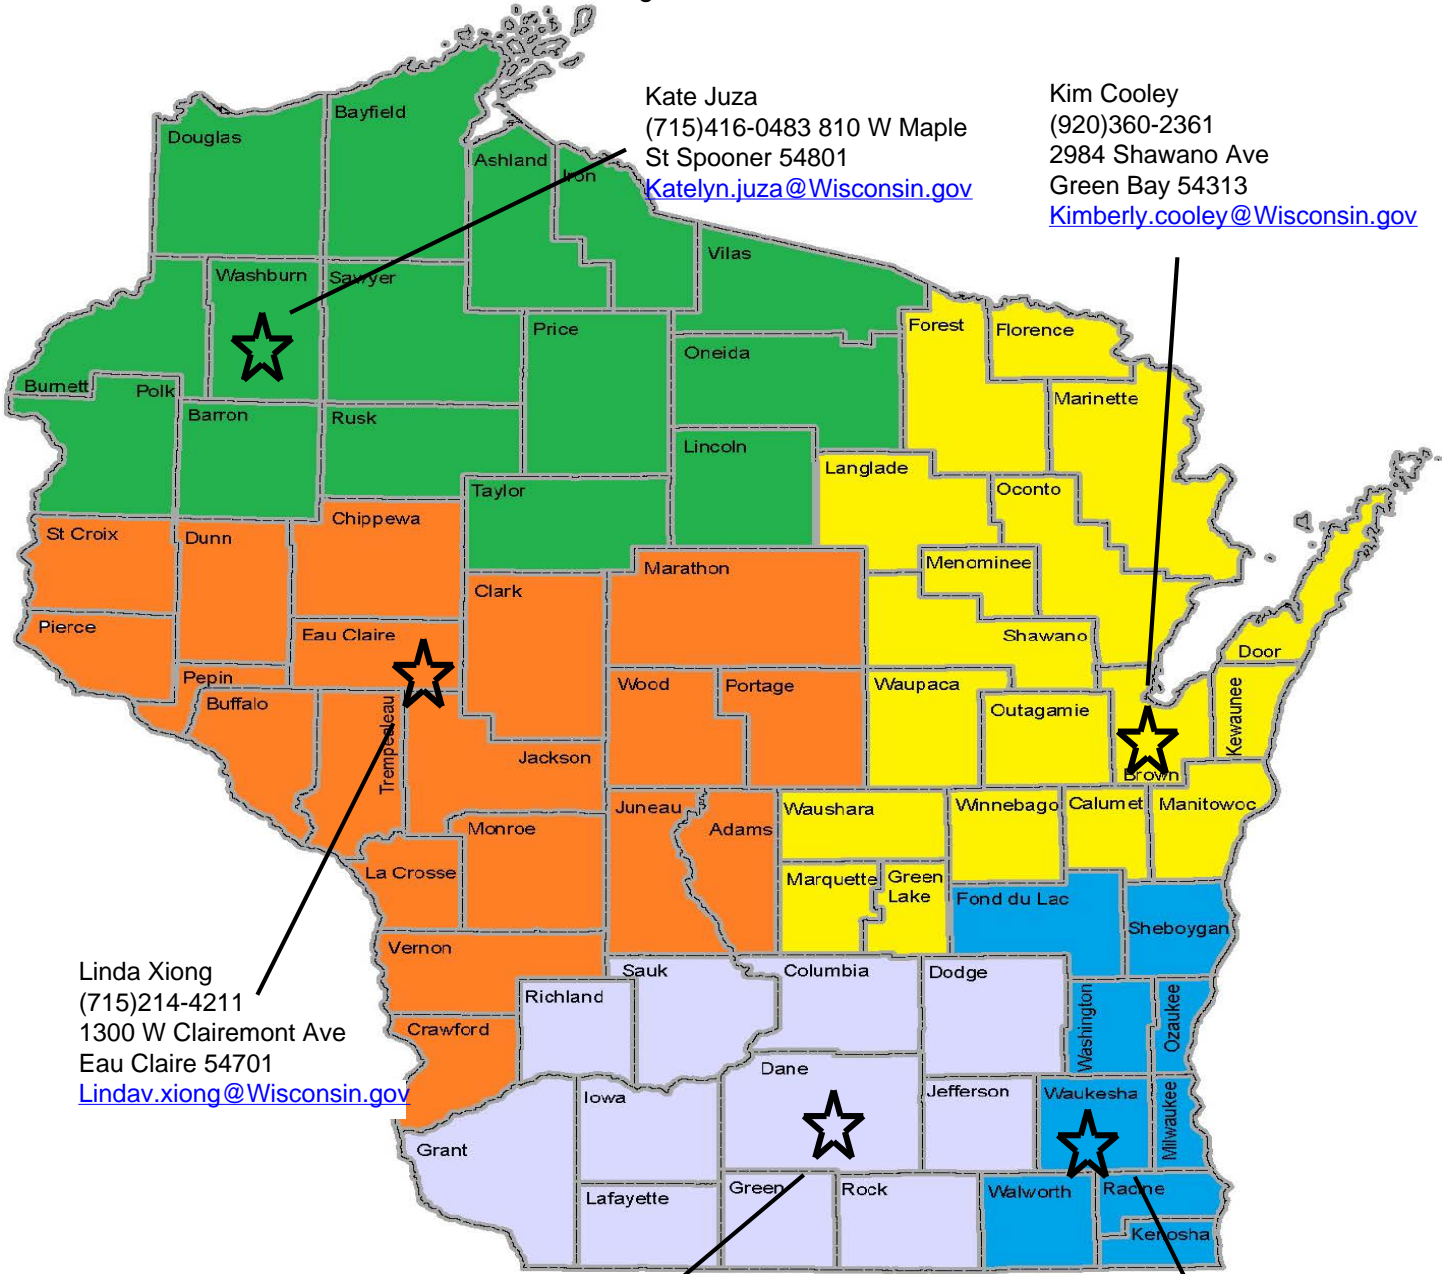 Kate Juza
(715)416-0483 810 W Maple
St Spooner 54801
Katelyn.juza@Wisconsin.gov
Kim Cooley
(920)360-2361
2984 Shawano Ave
Green Bay 54313
Kimberly.cooley@Wisconsin.gov
Douglas
Bayfield
Ashland
Iron
Vilas
Washburn
Sawyer
Price
Oneida
Forest
Florence
Burnett
Polk
Barron
Rusk
Marinette
Lincoln
Langlade
Taylor
Oconto
Chippewa
St Croix
Dunn
Marathon
Menominee
Clark
Pierce
Eau Claire
Shawano
Door
Pepin
Wood
Portage
Waupaca
Buffalo
Trempealeau
Outagamie
Kewaunee
Jackson
Brown
Juneau
Adams
Waushara
Winnebago
Calumet
Manitowoc
Monroe
La Crosse
Marquette
Green
Lake
Fond du Lac
Sheboygan
Vernon
Linda Xiong
(715)214-4211
1300 W Clairemont Ave
Eau Claire 54701
Lindav.xiong@Wisconsin.gov
Sauk
Columbia
Dodge
Richland
Washington
Ozaukee
Crawford
Dane
Iowa
Jefferson
Waukesha
Milwaukee
Grant
Lafayette
Green
Rock
Walworth
Racine
Kenosha